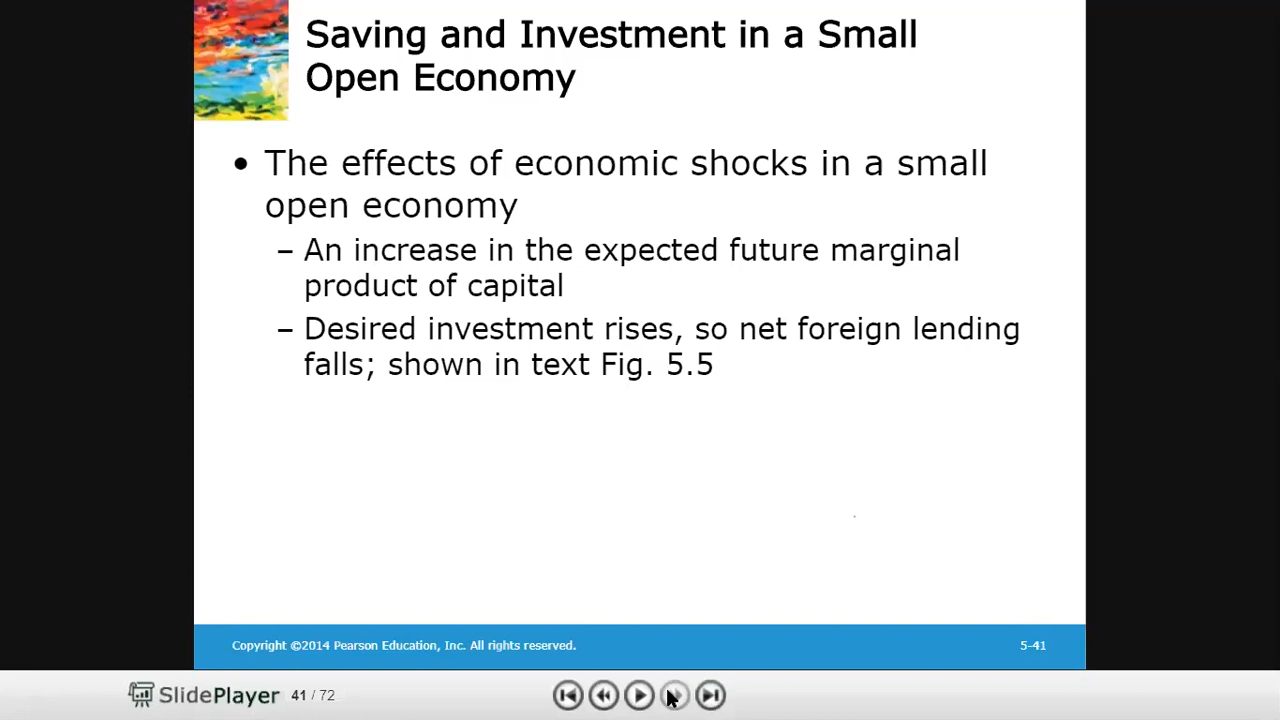 Saving and Investment in a Small
Open Economy
• The effects of economic shocks in a small
open economy
– An increase in the expected future marginal
product of capital
– Desired investment rises, so net foreign lending
falls; shown in text Fig. 5.5
Copyright ©2014 Pearson Education, Inc. All rights reserved. 5-41
SlidePlayer 41 / 72